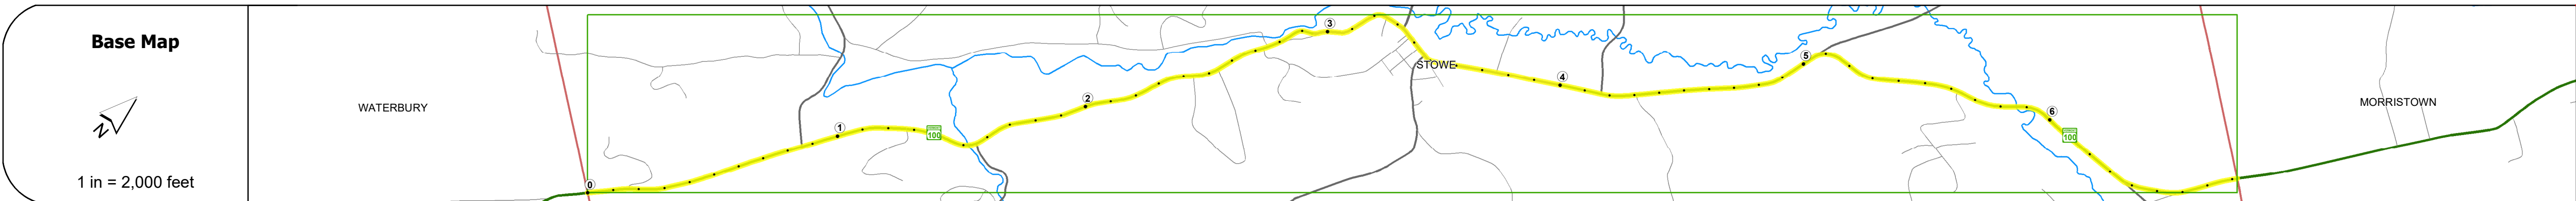 Base Map
N
1 in = 2,000 feet
WATERBURY
0
1
100
2
3
STOWE
4
5
6
100
MORRISTOWN